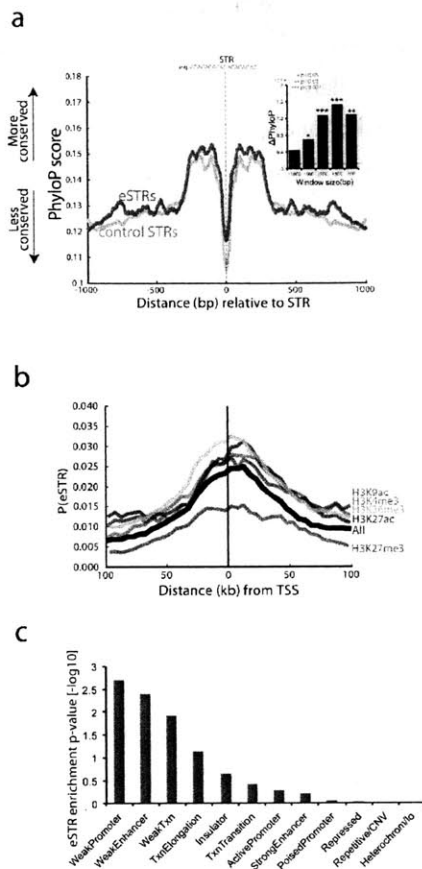 a
STR
More conserved
Less conserved
PhyloP score
0.18
0.17
0.16
0.15
0.14
0.13
0.12
0.11
0.1
eSTRs
control STRs
-1000
-500
0
500
1000
Distance (bp) relative to STR
ΔPhyloP
*
***
***
**
Window size(bp)
b
P(eSTR)
0.040
0.035
0.030
0.025
0.020
0.015
0.010
0.005
0.000
H3K9ac
H3K4me3
H3K27ac
All
H3K27me3
100
50
0
50
100
Distance (kb) from TSS
c
eSTR enrichment p-value [-log10]
3
2.5
2
1.5
1
0.5
0
WeakPromoter
WeakEnhancer
WeakTxn
TxnElongation
Insulator
TxnTransition
ActivePromoter
StrongEnhancer
PoisedPromoter
Repressed
Repetitive/CNV
Heterochrom/lo